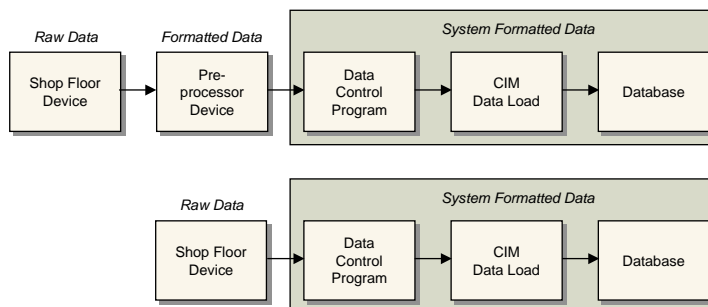 System Formatted Data
Raw Data
Formatted Data
Shop Floor
Device
Pre-
processor
Device
Data
Control
Program
CIM
Data Load
Database
System Formatted Data
Raw Data
Shop Floor
Device
Data
Control
Program
CIM
Data Load
Database